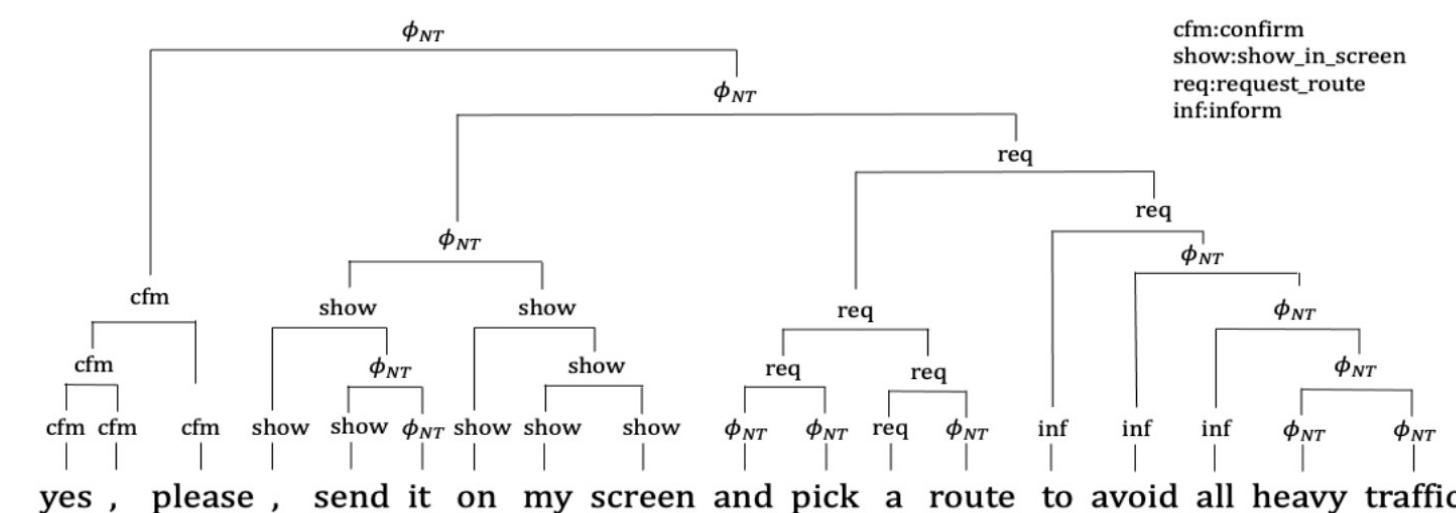 ϕNT
cfm:confirm
show:show_in_screen
req:request_route
inf:inform
ϕNT
req
req
ϕNT
ϕNT
cfm
show
show
req
ϕNT
cfm
ϕNT
show
req
req
ϕNT
cfm cfm cfm show show ϕNT show show show ϕNT ϕNT req ϕNT inf inf inf ϕNT ϕNT
yes , please , send it on my screen and pick a route to avoid all heavy traffic